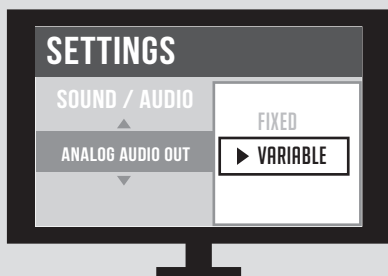 SETTINGS
SOUND / AUDIO
FIXED
ANALOG AUDIO OUT
VARIABLE